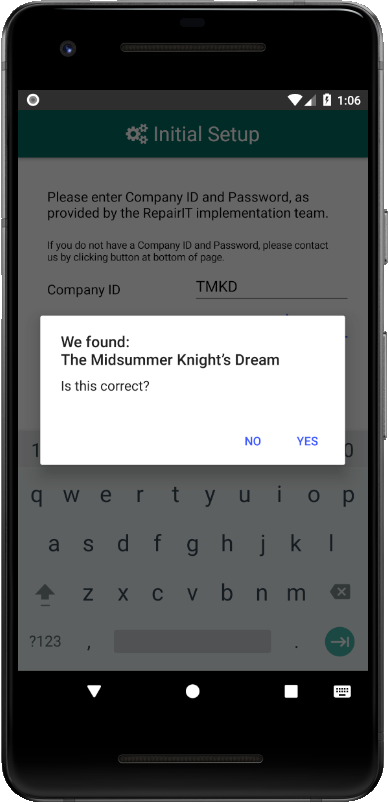 1:06
Initial Setup
Please enter Company ID and Password, as
provided by the RepairIT implementation team.
If you do not have a Company ID and Password, please contact
us by clicking button at bottom of page.
Company ID TMKD
We found:
The Midsummer Knight's Dream
Is this correct?
NO YES
1 0
q w e r t y u i o p
a s d f g h j k l
z x c v b n m
?123 , .